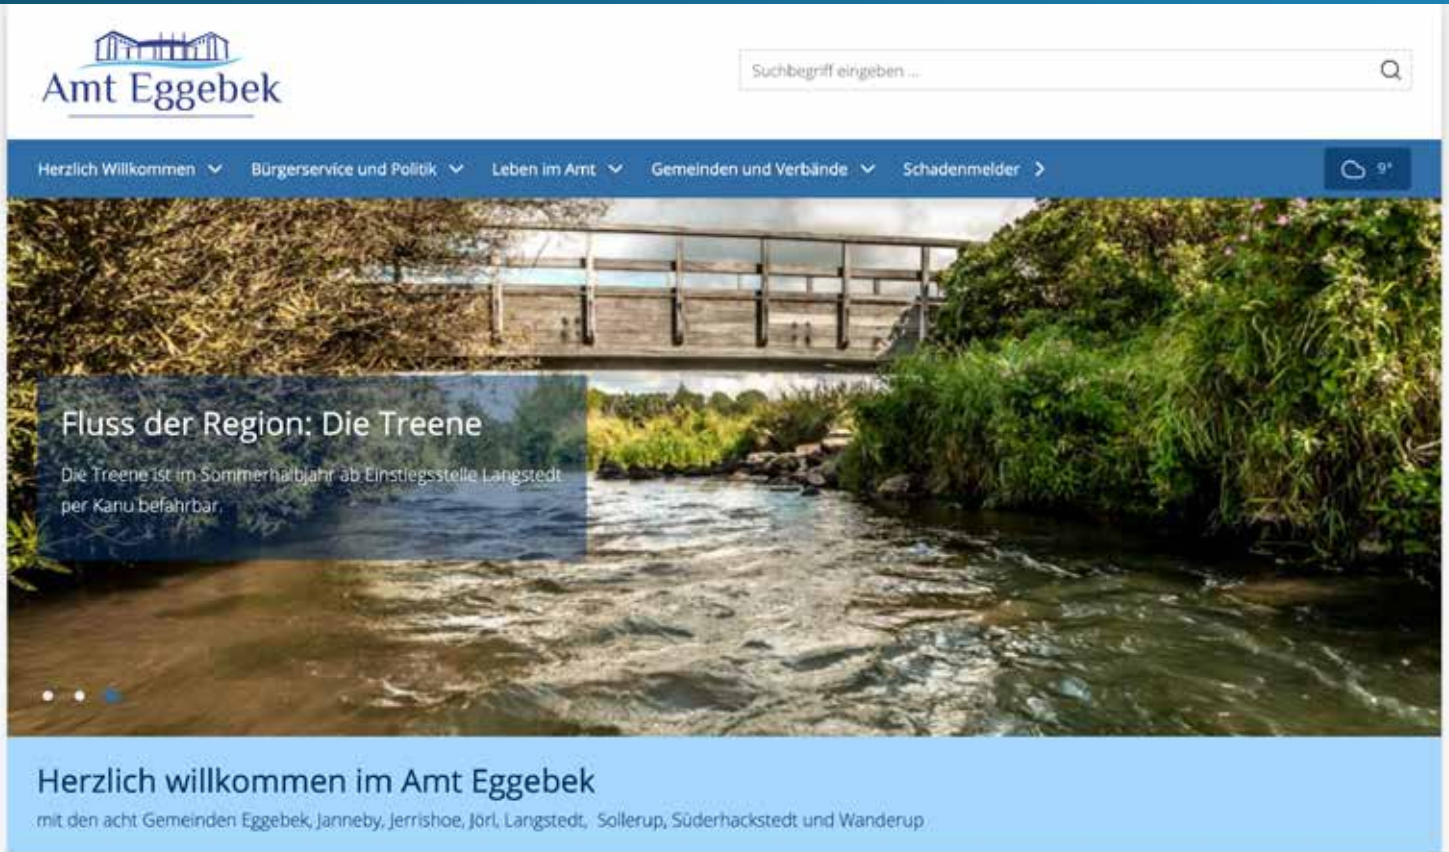 Amt Eggebek
Suchbegriff eingeben ...
Herzlich Willkommen
Bürgerservice und Politik
Leben im Amt
Gemeinden und Verbände
Schadenmelder
9°
Fluss der Region: Die Treene
Die Treene ist im Sommerhalbjahr ab Einstiegsstelle Langstedt
per Kanu befahrbar.
Herzlich willkommen im Amt Eggebek
mit den acht Gemeinden Eggebek, Janneby, Jerrishoe, Jörl, Langstedt, Sollerup, Süderhackstedt und Wanderup